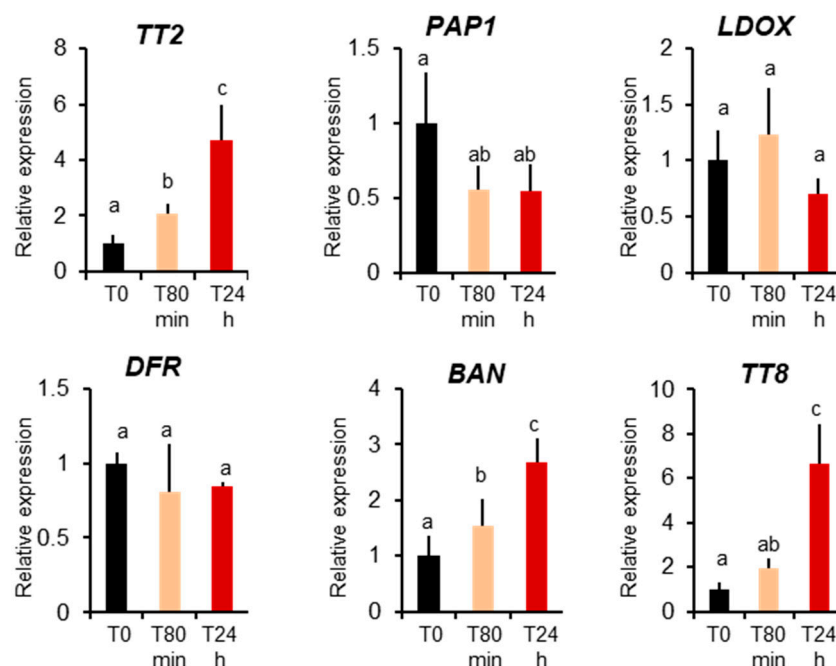 TT2
Relative expression
8
6
4
2
0
a
b
c
T0
T80
min
T24
h
PAP1
Relative expression
1.5
1
0.5
0
a
ab
ab
T0
T80
min
T24
h
LDOX
Relative expression
2
1.5
1
0.5
0
a
a
a
T0
T80
min
T24
h
DFR
Relative expression
1.5
1
0.5
0
a
a
a
T0
T80
min
T24
h
BAN
Relative expression
4
3
2
1
0
a
b
c
T0
T80
min
T24
h
TT8
Relative expression
10
8
6
4
2
0
a
ab
c
T0
T80
min
T24
h